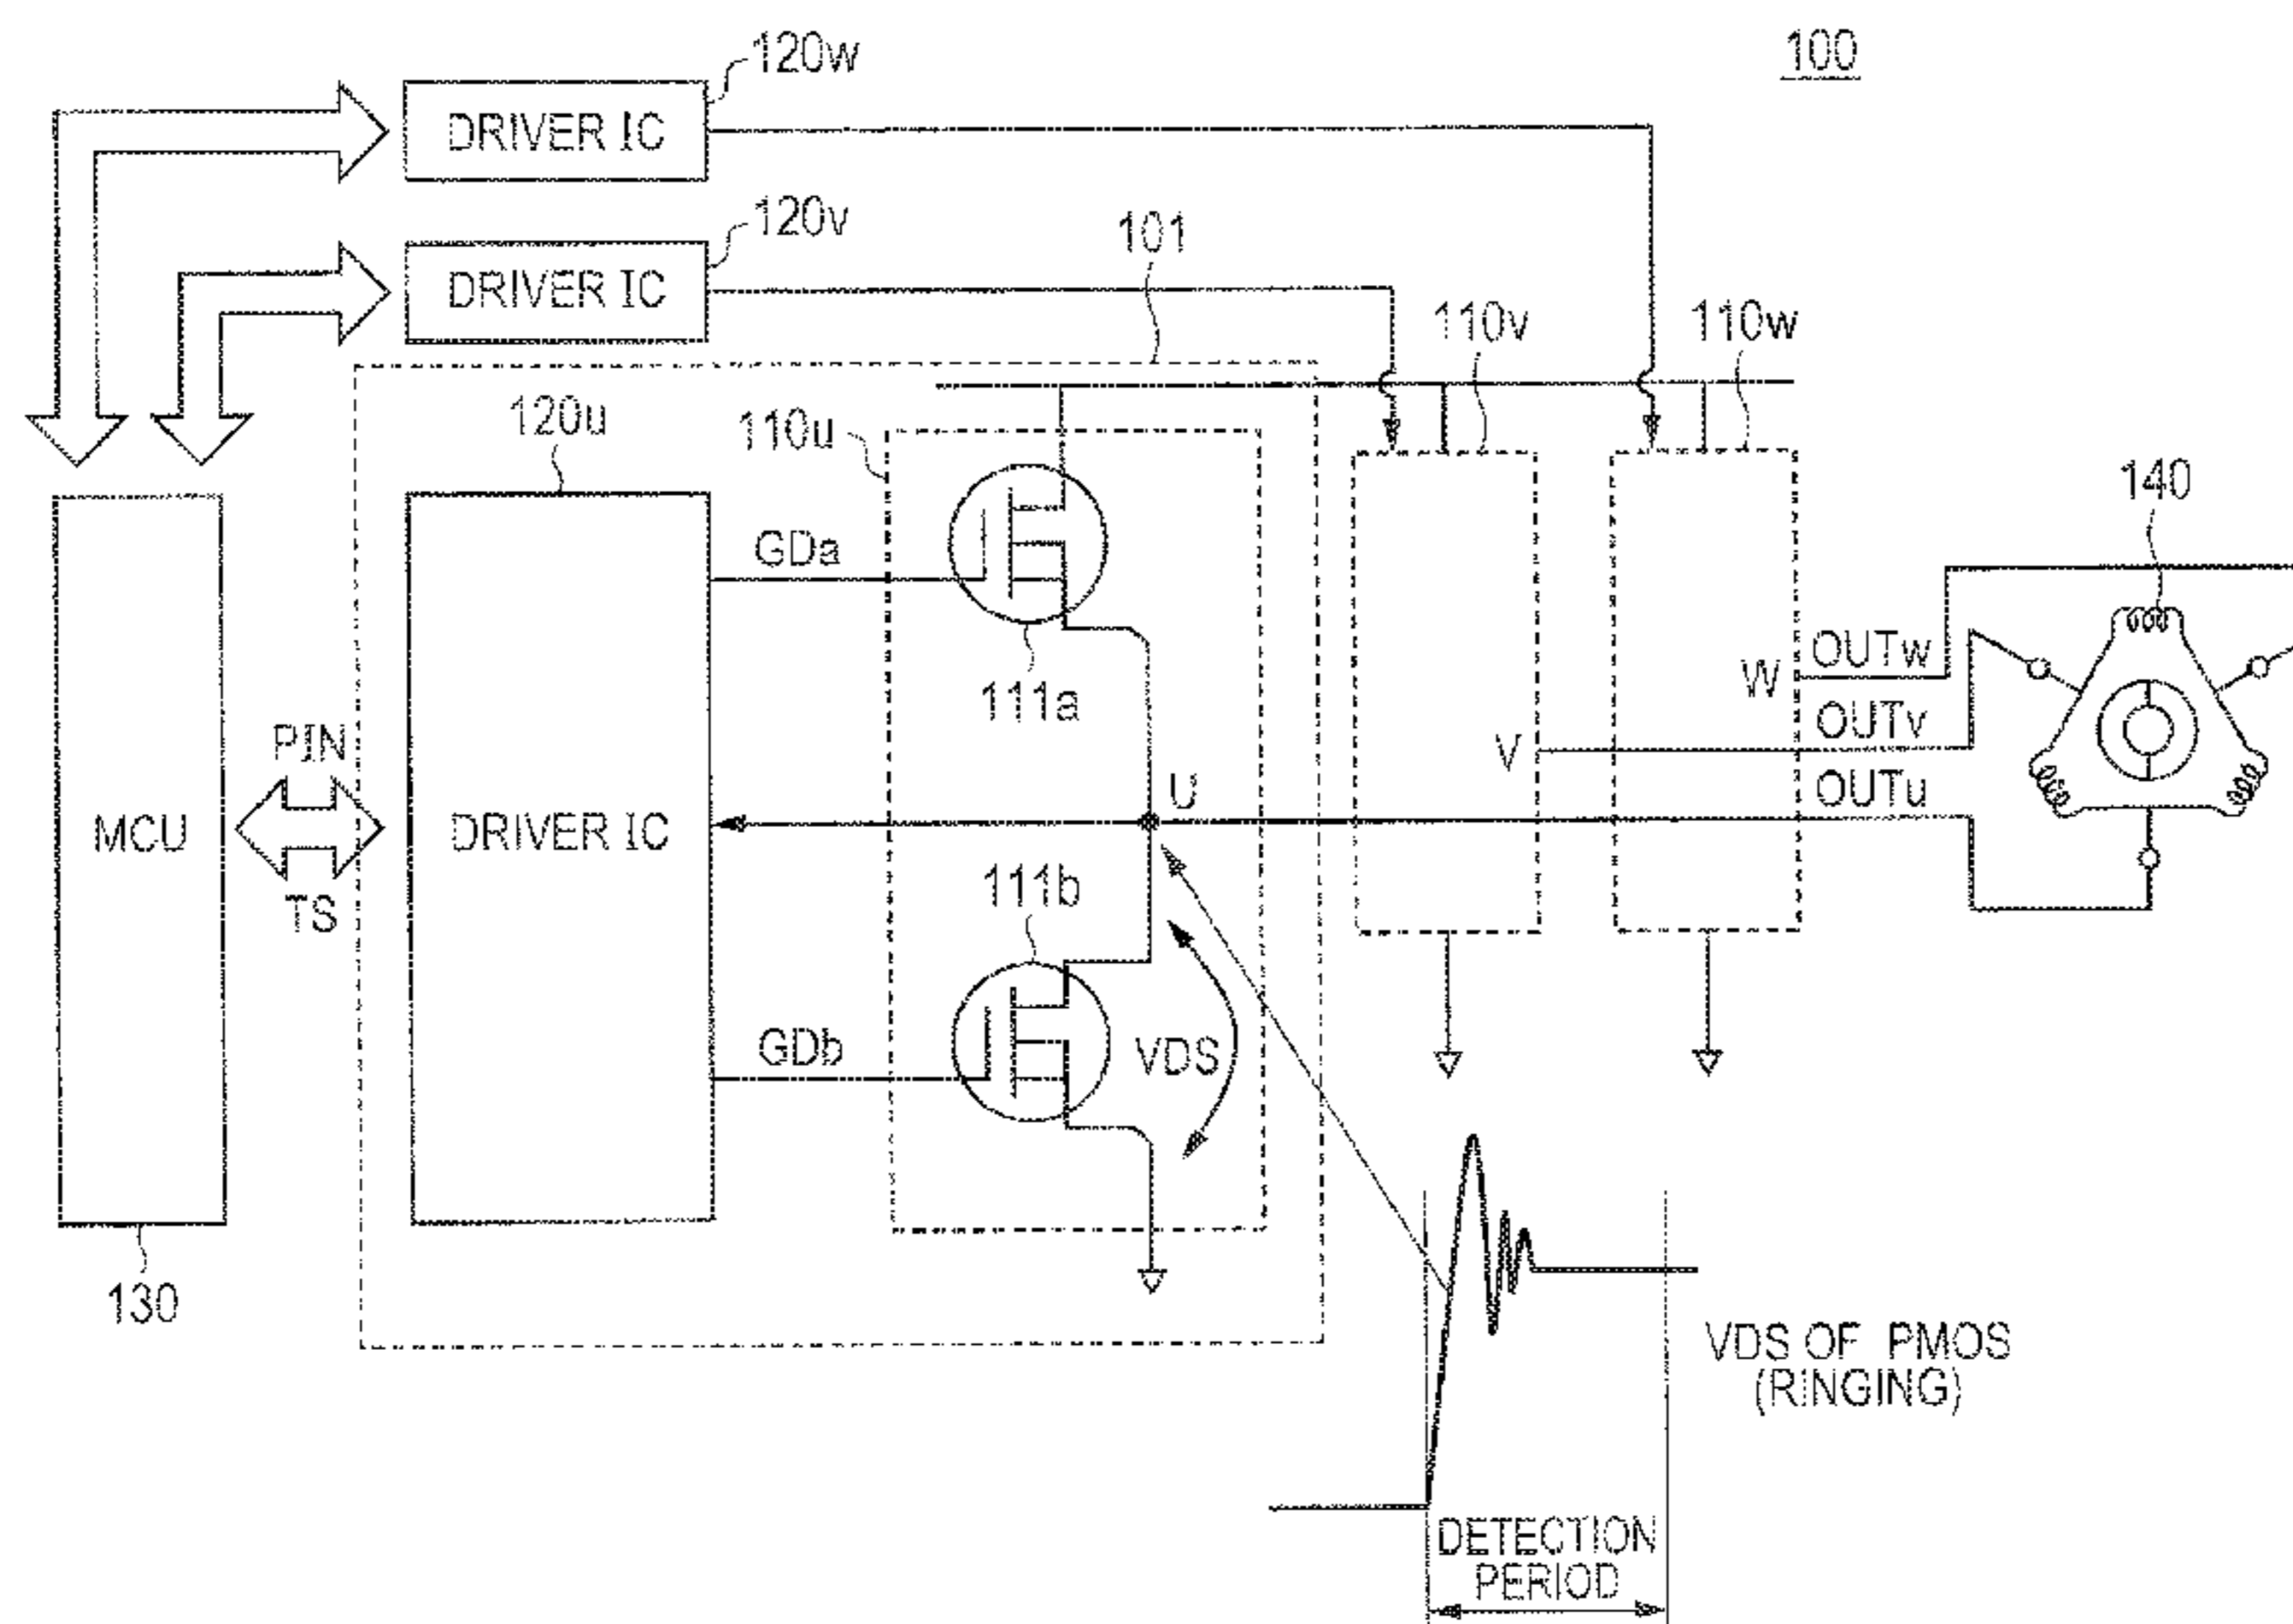 100
120w
DRIVER IC
120v
DRIVER IC
101
110v
110w
120u
110u
140
GDa
111a
OUTw
W
OUTv
V
PIN
U
OUTu
MCU
DRIVER IC
TS
111b
GDb
VDS
130
VDS OF PMOS
(RINGING)
DETECTION
PERIOD